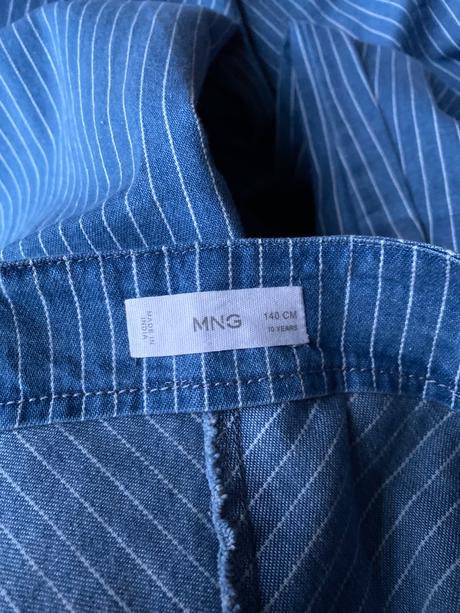 MADE IN
INDIA
MNG
140 CM
10 YEARS